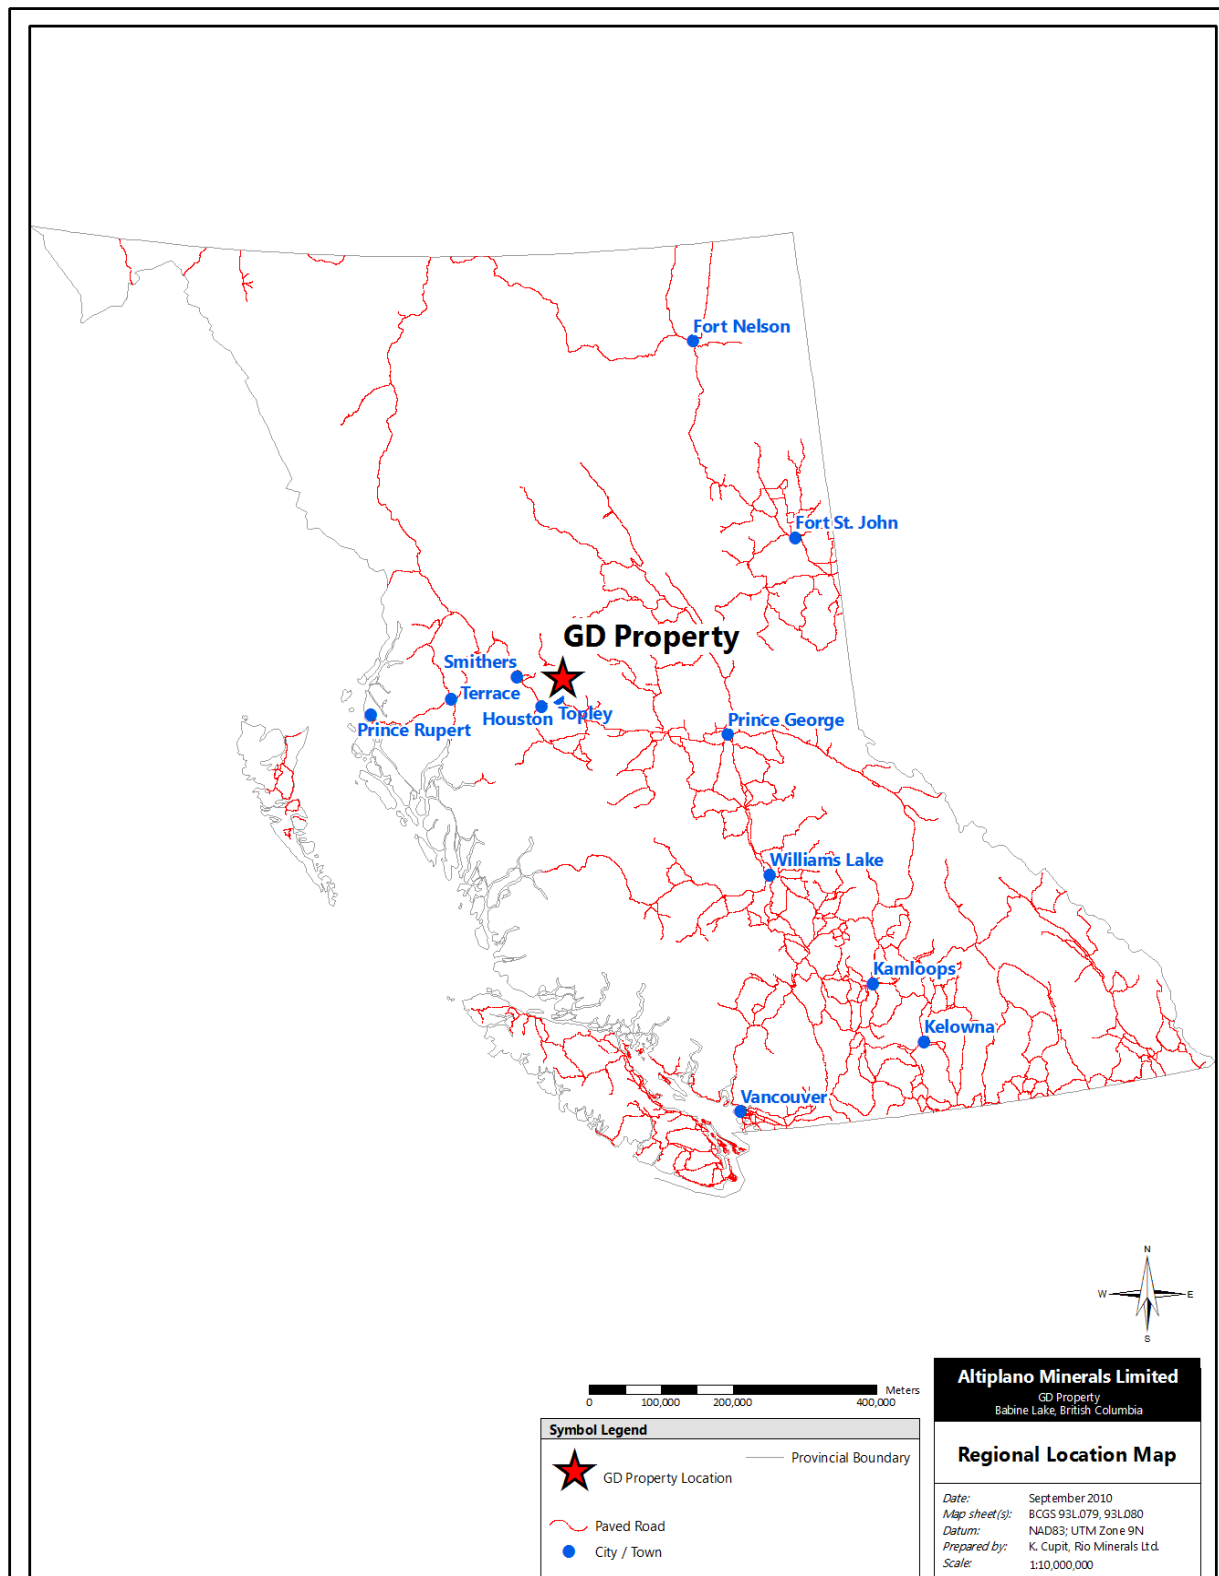 Fort Nelson
Fort St. John
GD Property
Smithers
Terrace
Houston
Topley
Prince Rupert
Prince George
Williams Lake
Kamloops
Kelowna
Vancouver
N
W
E
S
Meters
0
100,000
200,000
400,000
Symbol Legend
GD Property Location
Provincial Boundary
Paved Road
City / Town
Altiplano Minerals Limited
GD Property
Babine Lake, British Columbia
Regional Location Map
Date: September 2010
Map sheet(s): BCGS 93L.079, 93L.080
Datum: NAD83; UTM Zone 9N
Prepared by: K. Cupit, Rio Minerals Ltd.
Scale: 1:10,000,000